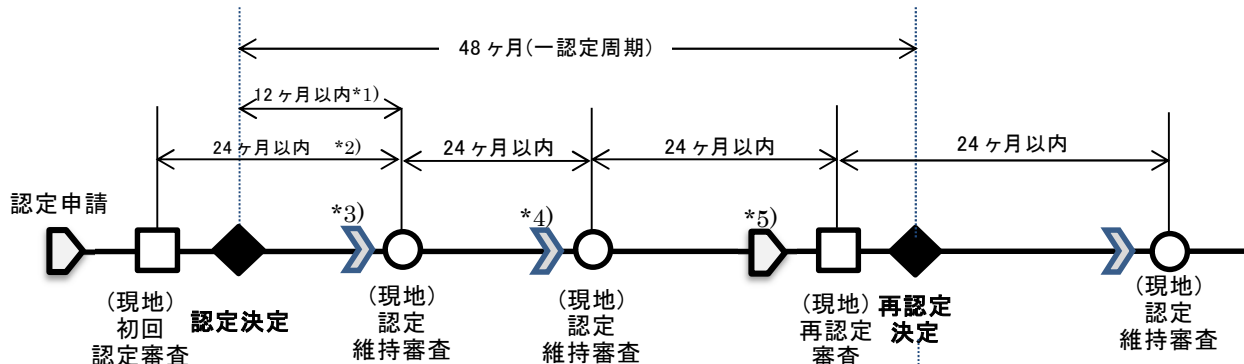 48ヶ月(一認定周期)
12ヶ月以内*1)
24ヶ月以内 *2)
24ヶ月以内
24ヶ月以内
24ヶ月以内
認定申請
*3)
*4)
*5)
(現地)
初回
認定審査
認定決定
(現地)
認定
維持審査
(現地)
認定
維持審査
(現地)
再認定
審査
再認定
決定
(現地)
認定
維持審査